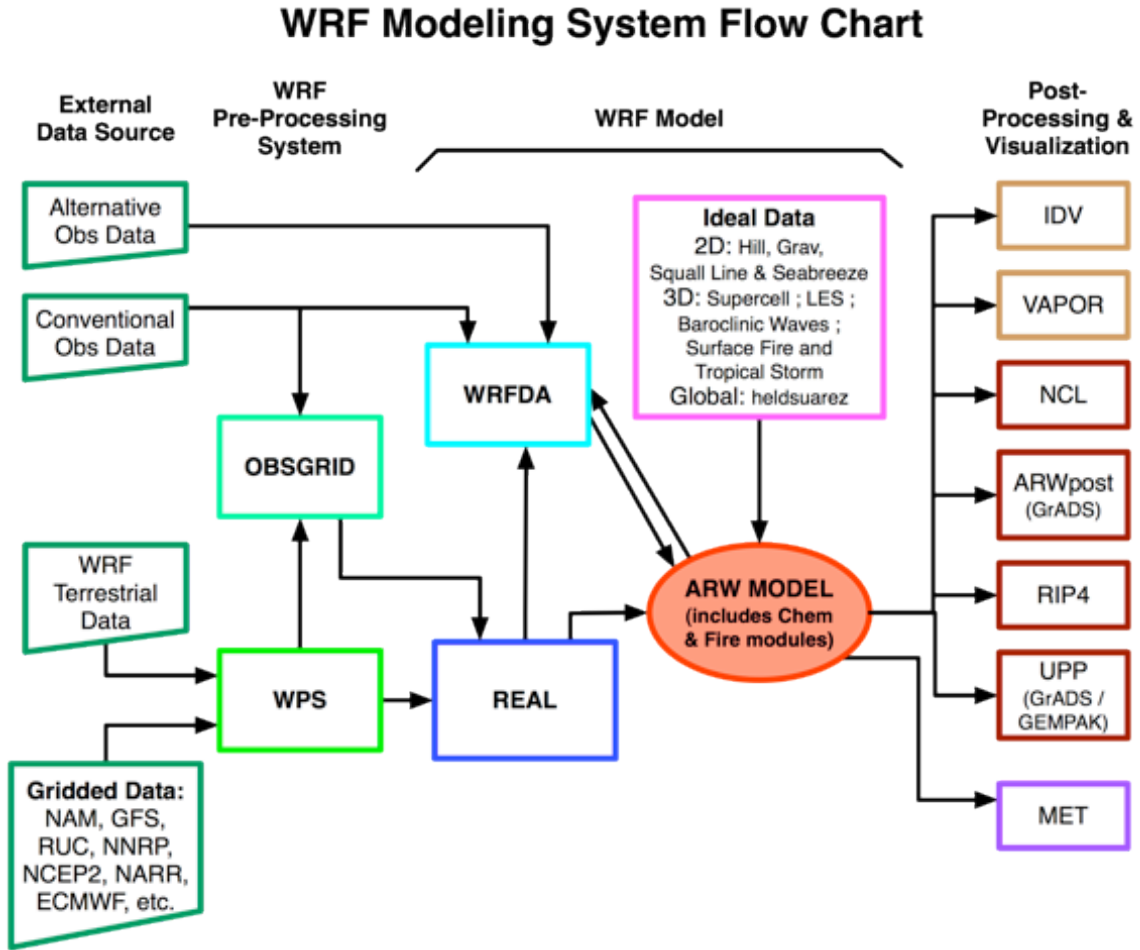 WRF Modeling System Flow Chart
External
Data Source
WRF
Pre-Processing
System
WRF Model
Post-
Processing &
Visualization
Alternative
Obs Data
Conventional
Obs Data
WRF
Terrestrial
Data
Gridded Data:
NAM, GFS,
RUC, NNRP,
NCEP2, NARR,
ECMWF, etc.
OBSGRID
WPS
WRFDA
REAL
Ideal Data
2D: Hill, Grav,
Squall Line & Seabreeze
3D: Supercell ; LES ;
Baroclinic Waves ;
Surface Fire and
Tropical Storm
Global: heldsuarez
ARW MODEL
(includes Chem
& Fire modules)
IDV
VAPOR
NCL
ARWpost
(GrADS)
RIP4
UPP
(GrADS /
GEMPAK)
MET